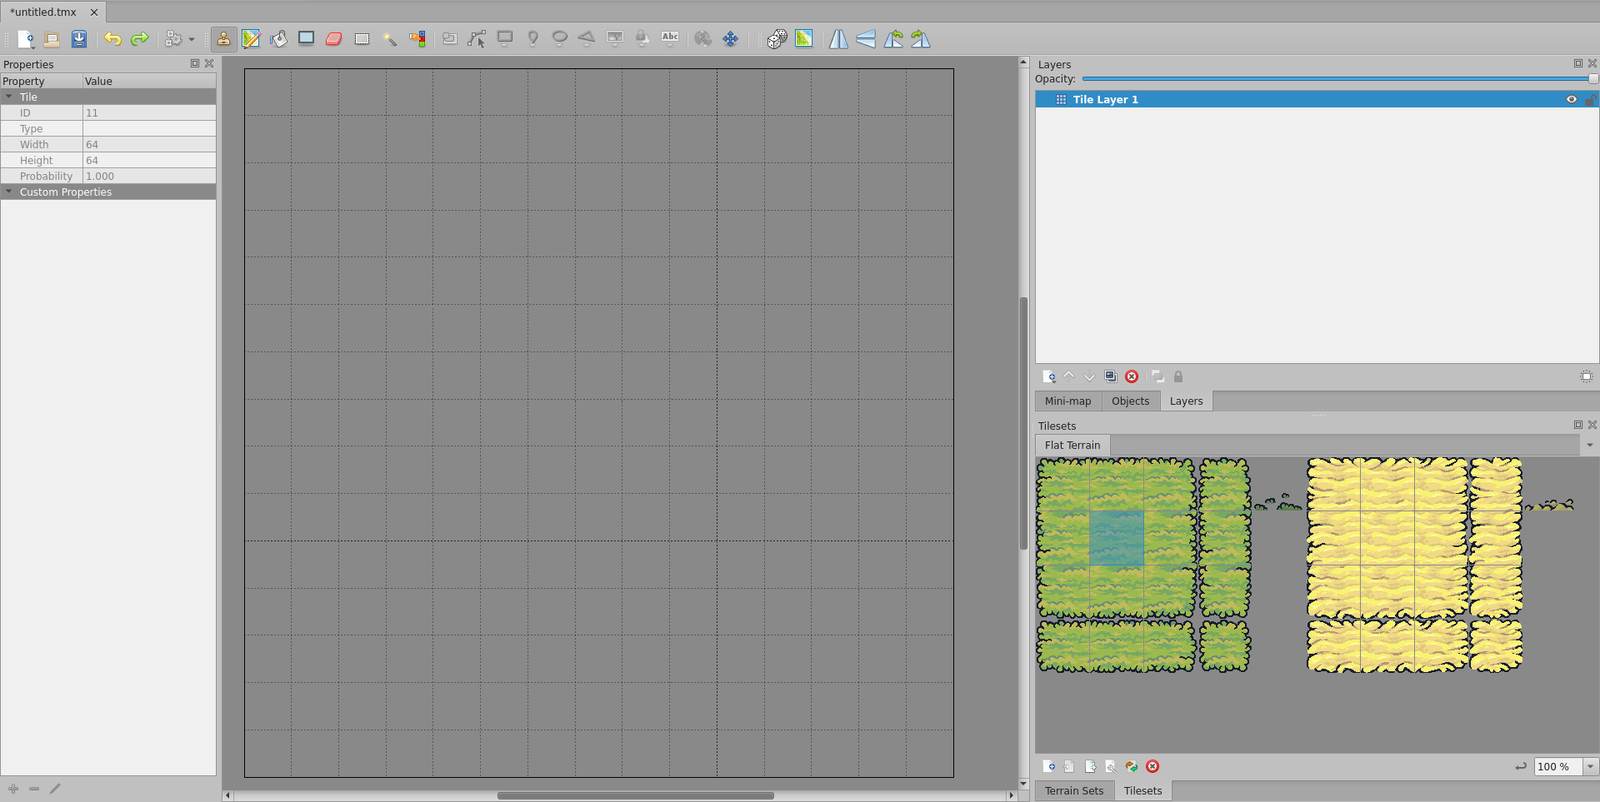 *untitled.tmx
Abc
Properties
Property Value
Tile
ID 11
Type
Width 64
Height 64
Probability 1.000
Custom Properties
Layers
Opacity:
Tile Layer 1
Mini-map Objects Layers
Tilesets
Flat Terrain
100 %
Terrain Sets Tilesets